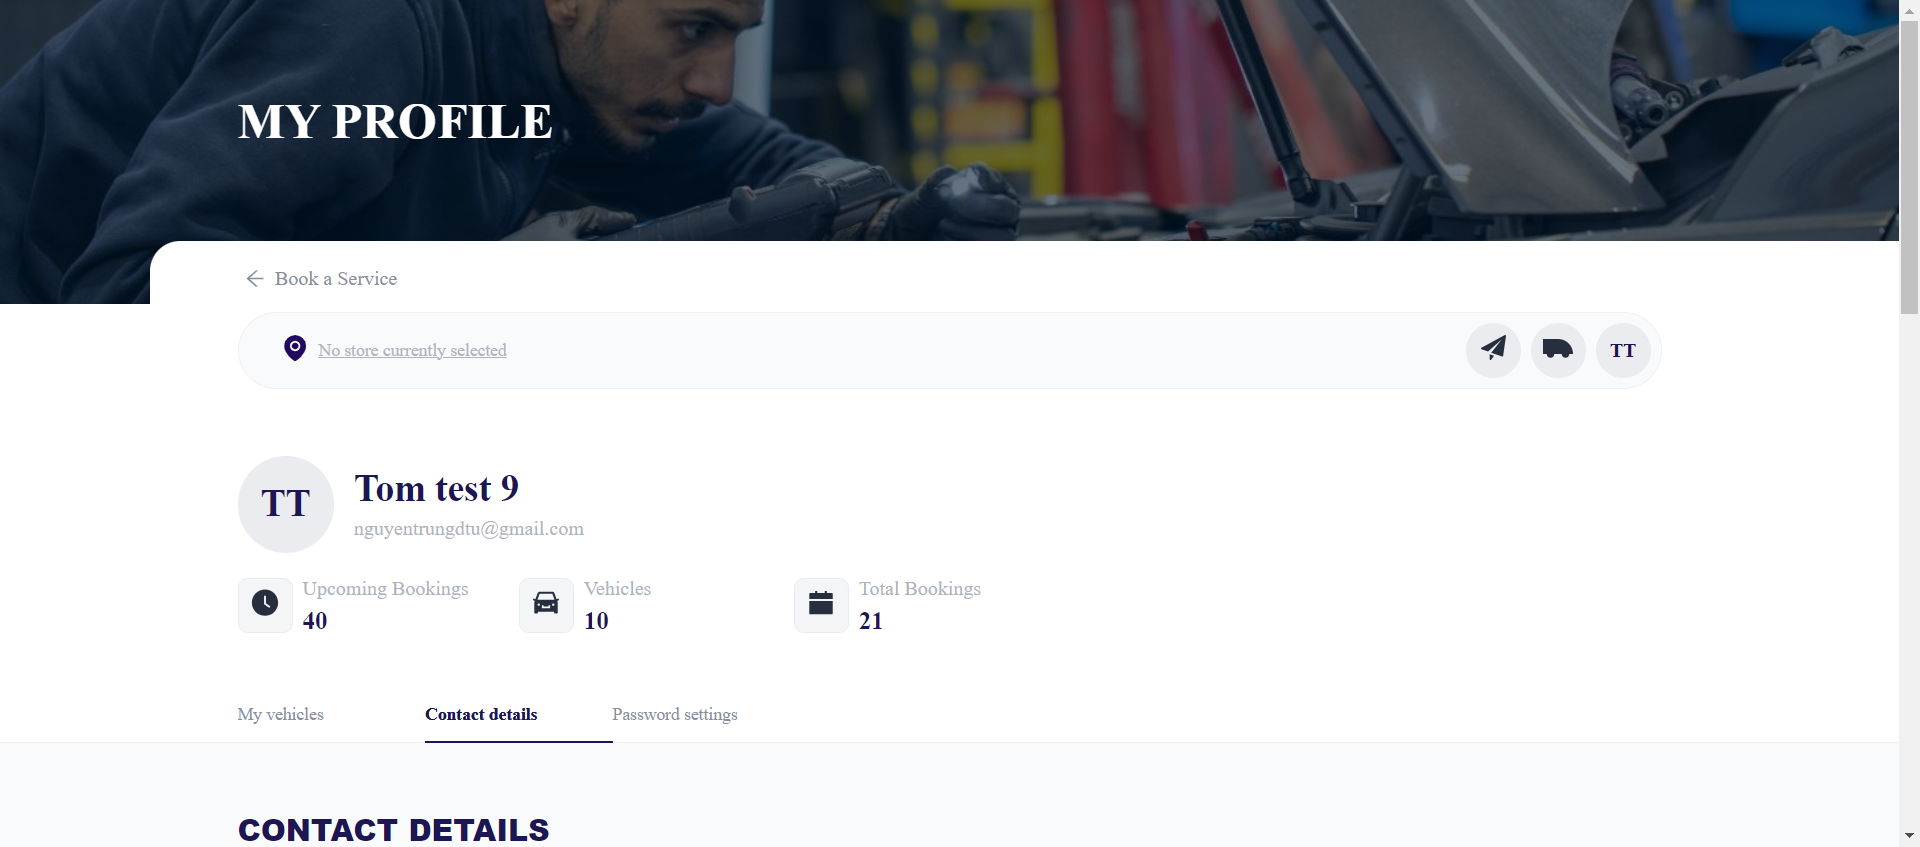 MY PROFILE
Book a Service
No store currently selected
TT
TT
Tom test 9
nguyentrungdtu@gmail.com
Upcoming Bookings
40
Vehicles
10
Total Bookings
21
My vehicles
Contact details
Password settings
CONTACT DETAILS